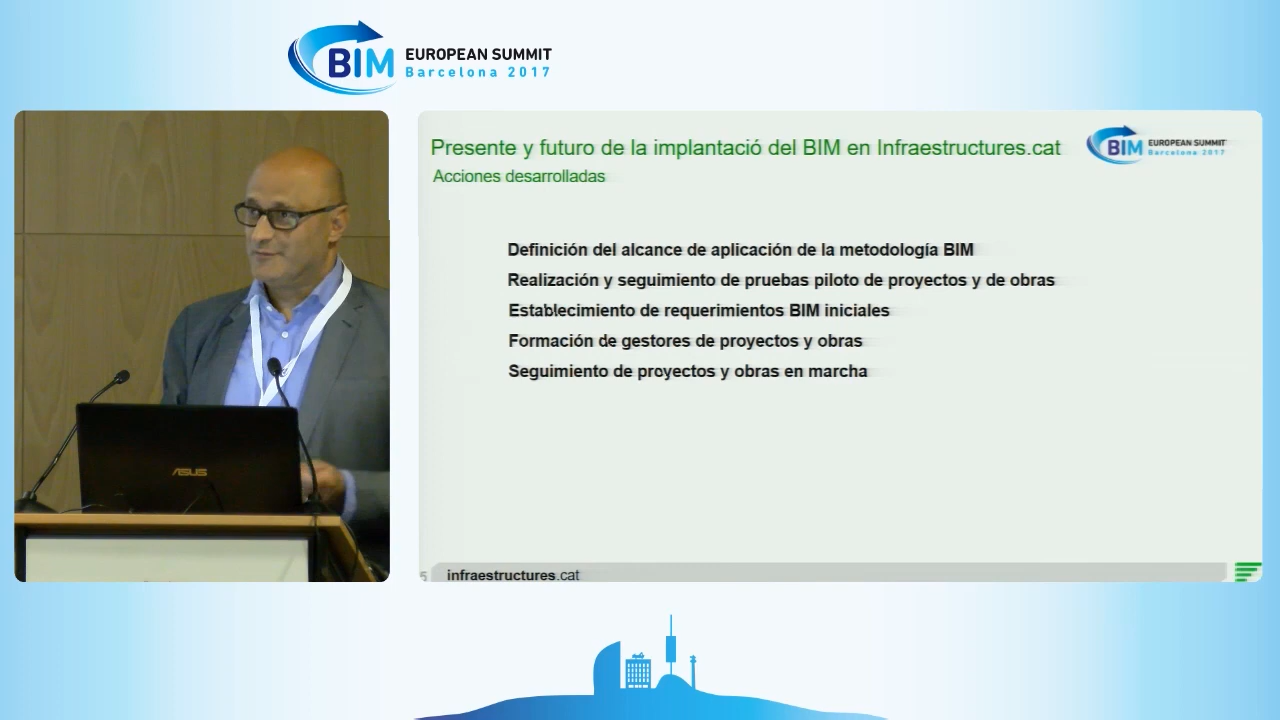 BIM EUROPEAN SUMMIT
Barcelona 2017
Presente y futuro de la implantació del BIM en Infraestructures.cat
Acciones desarrolladas
BIM EUROPEAN SUMMIT
Barcelona 2017
Definición del alcance de aplicación de la metodología BIM
Realización y seguimiento de pruebas piloto de proyectos y de obras
Establecimiento de requerimientos BIM iniciales
Formación de gestores de proyectos y obras
Seguimiento de proyectos y obras en marcha
ASUS
5 infraestructures.cat